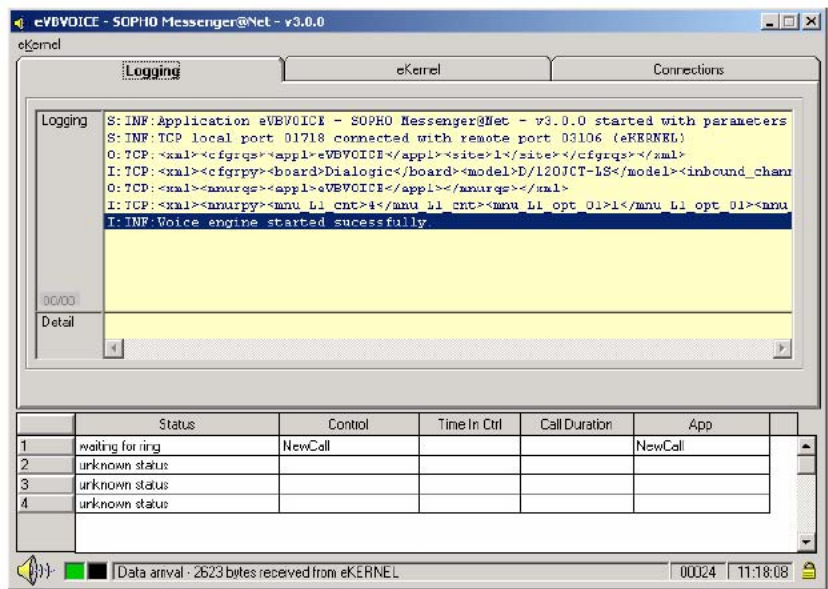 eVBVOICE - SOPHO Messenger@Net - v3.0.0
eKernel
Logging eKernel Connections
Logging
S:INF:Application eVBVOICE - SOPHO Messenger@Net - v3.0.0 started with parameters
S:INF:TCP local port 01718 connected with remote port 03106 (eKERNEL)
O:TCP:<xml><cfgrqs><appl>eVBVOICE</appl><site>1</site></cfgrqs></xml>
I:TCP:<xml><cfgrpy><board>Dialogic</board><model>D/120JCT-LS</model><inbound_chann
O:TCP:<xml><mnurqs><appl>eVBVOICE</appl></mnurqs></xml>
I:TCP:<xml><mnurpy><mnu_L1_cnt>4</mnu_L1_cnt><mnu_L1_opt_01>1</mnu_L1_opt_01><mnu_
I:INF:Voice engine started sucessfully.
00/00
Detail
Status Control Time In Ctrl Call Duration App
1 waiting for ring NewCall NewCall
2 unknown status
3 unknown status
4 unknown status
Data arrival - 2623 bytes received from eKERNEL 00024 11:18:08